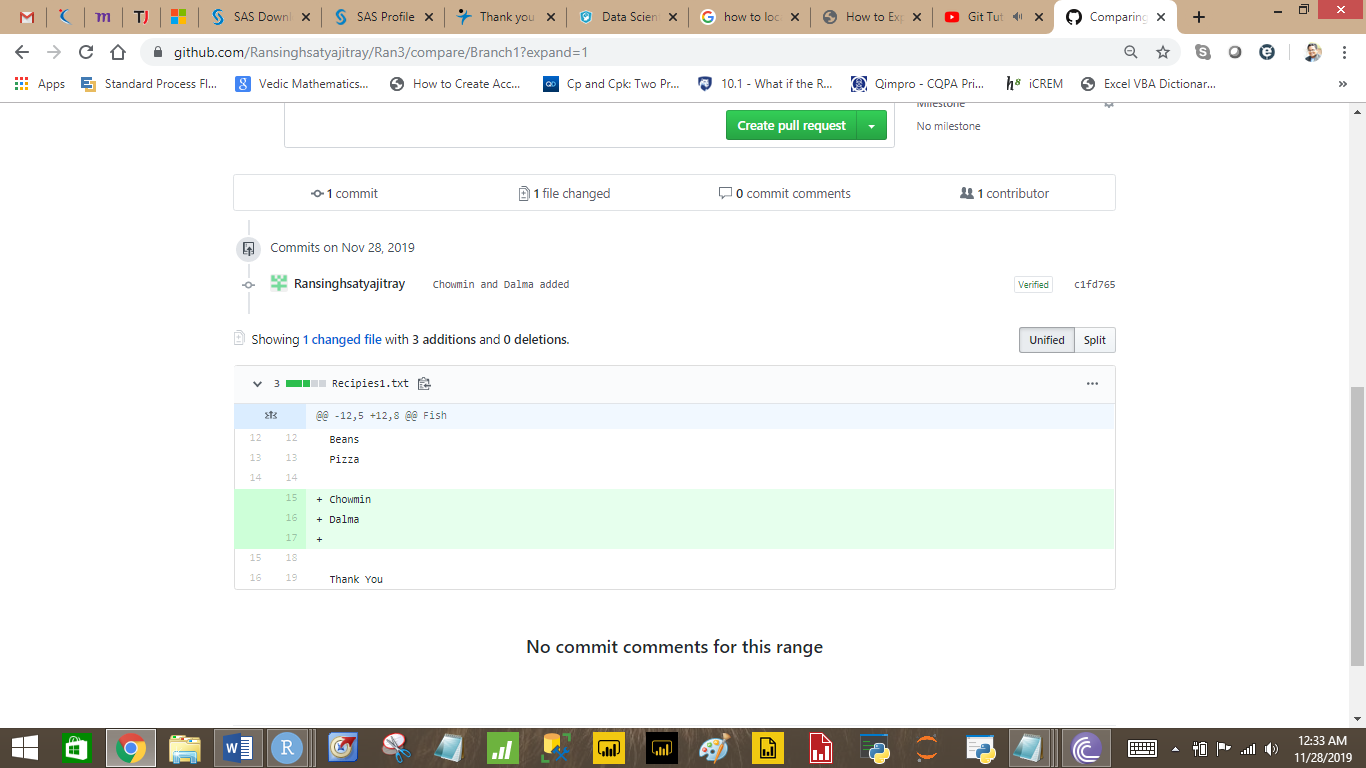 SAS Downl
SAS Profile
Thank you
Data Scien
how to loc
How to Exp
Git Tut
Comparing
github.com/Ransinghsatyajitray/Ran3/compare/Branch1?expand=1
Apps
Standard Process Fl...
Vedic Mathematics...
How to Create Acc...
Cp and Cpk: Two Pr...
10.1 - What if the R...
Qimpro - CQPA Pri...
iCREM
Excel VBA Dictionar...
»
Milestone
Create pull request
No milestone
1 commit
1 file changed
0 commit comments
1 contributor
Commits on Nov 28, 2019
Ransinghsatyajitray
Chowmin and Dalma added
Verified
c1fd765
Showing 1 changed file with 3 additions and 0 deletions.
Unified
Split
3
Recipies1.txt
@@ -12,5 +12,8 @@ Fish
12 12 Beans
13 13 Pizza
14 14
15 + Chowmin
16 + Dalma
17 +
15 18
16 19 Thank You
No commit comments for this range
12:33 AM
11/28/2019